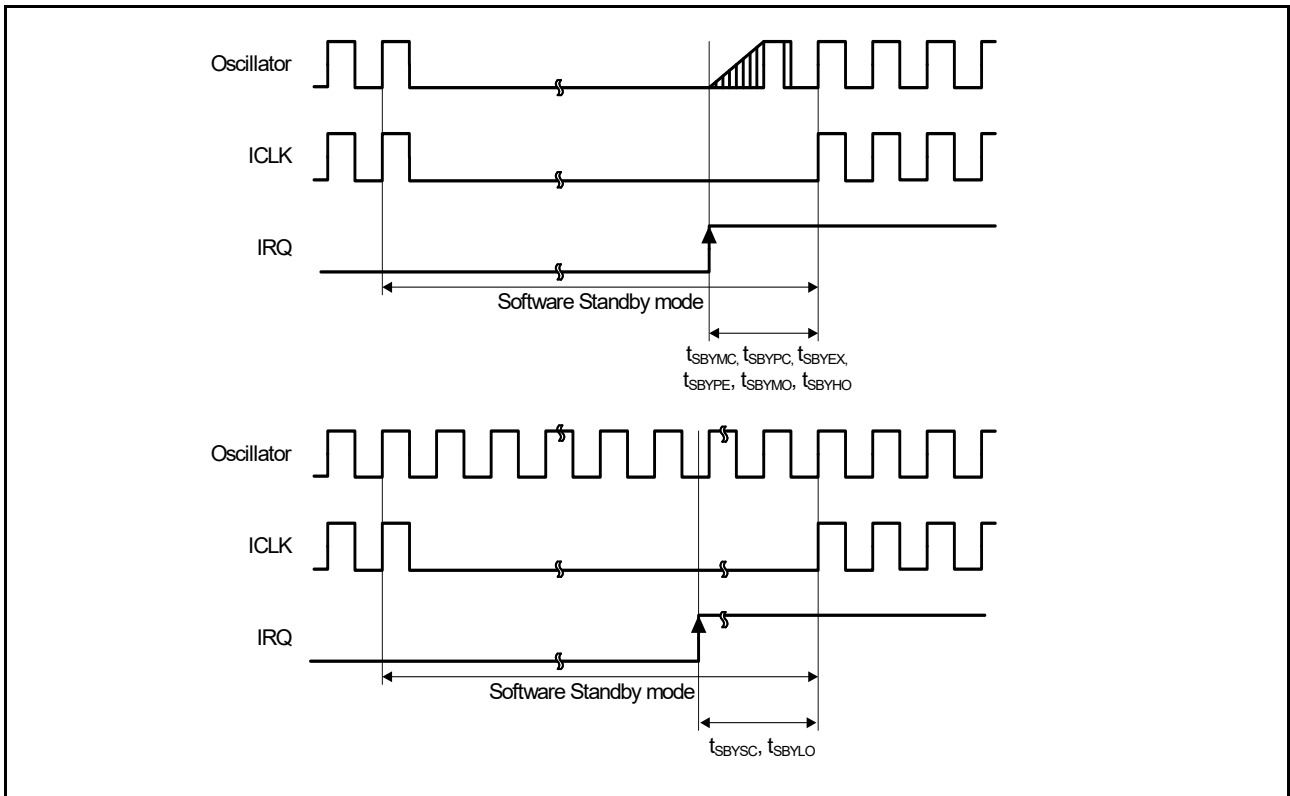 Oscillator
ICLK
IRQ
Software Standby mode
tSBYMC, tSBYPC, tSBYEX,
tSBYPE, tSBYMO, tSBYHO
Oscillator
ICLK
IRQ
Software Standby mode
tSBYSC, tSBYLO